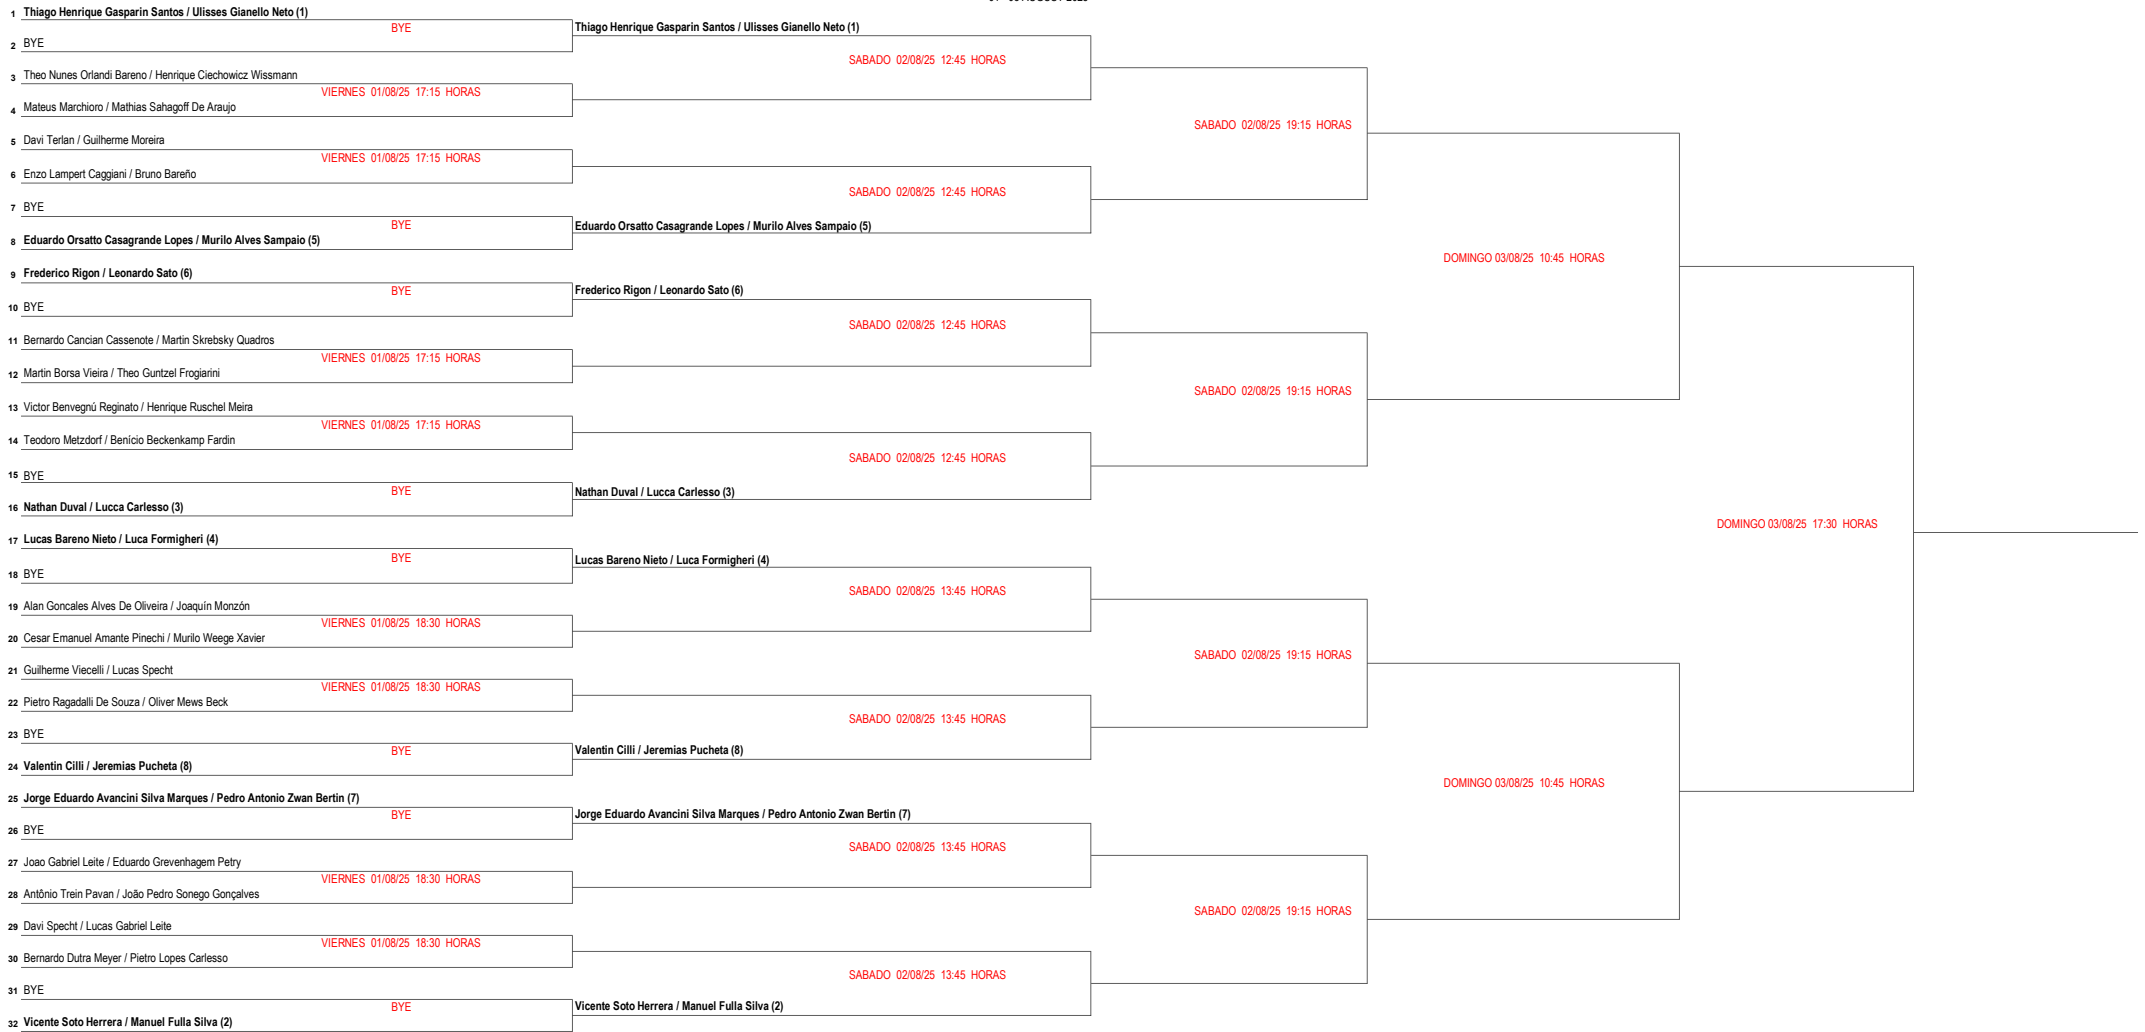 1 Thiago Henrique Gasparin Santos / Ulisses Gianello Neto (1)
BYE
Thiago Henrique Gasparin Santos / Ulisses Gianello Neto (1)
2 BYE
SABADO 02/08/25 12:45 HORAS
3 Theo Nunes Orlandi Bareno / Henrique Ciechowicz Wissmann
VIERNES 01/08/25 17:15 HORAS
4 Mateus Marchioro / Mathias Sahagoff De Araujo
SABADO 02/08/25 19:15 HORAS
5 Davi Terlan / Guilherme Moreira
VIERNES 01/08/25 17:15 HORAS
6 Enzo Lampert Caggiani / Bruno Bareño
SABADO 02/08/25 12:45 HORAS
7 BYE
BYE
Eduardo Orsatto Casagrande Lopes / Murilo Alves Sampaio (5)
8 Eduardo Orsatto Casagrande Lopes / Murilo Alves Sampaio (5)
DOMINGO 03/08/25 10:45 HORAS
9 Frederico Rigon / Leonardo Sato (6)
BYE
Frederico Rigon / Leonardo Sato (6)
10 BYE
SABADO 02/08/25 12:45 HORAS
11 Bernardo Cancian Cassenote / Martin Skrebsky Quadros
VIERNES 01/08/25 17:15 HORAS
12 Martin Borsa Vieira / Theo Guntzel Frogiarini
SABADO 02/08/25 19:15 HORAS
13 Victor Benvegnú Reginato / Henrique Ruschel Meira
VIERNES 01/08/25 17:15 HORAS
14 Teodoro Metzdorf / Benício Beckenkamp Fardin
SABADO 02/08/25 12:45 HORAS
15 BYE
BYE
Nathan Duval / Lucca Carlesso (3)
16 Nathan Duval / Lucca Carlesso (3)
DOMINGO 03/08/25 17:30 HORAS
17 Lucas Bareno Nieto / Luca Formigheri (4)
BYE
Lucas Bareno Nieto / Luca Formigheri (4)
18 BYE
SABADO 02/08/25 13:45 HORAS
19 Alan Goncales Alves De Oliveira / Joaquín Monzón
VIERNES 01/08/25 18:30 HORAS
20 Cesar Emanuel Amante Pinechi / Murilo Weege Xavier
SABADO 02/08/25 19:15 HORAS
21 Guilherme Viecelli / Lucas Specht
VIERNES 01/08/25 18:30 HORAS
22 Pietro Ragadalli De Souza / Oliver Mews Beck
SABADO 02/08/25 13:45 HORAS
23 BYE
BYE
Valentin Cilli / Jeremias Pucheta (8)
24 Valentin Cilli / Jeremias Pucheta (8)
DOMINGO 03/08/25 10:45 HORAS
25 Jorge Eduardo Avancini Silva Marques / Pedro Antonio Zwan Bertin (7)
BYE
Jorge Eduardo Avancini Silva Marques / Pedro Antonio Zwan Bertin (7)
26 BYE
SABADO 02/08/25 13:45 HORAS
27 Joao Gabriel Leite / Eduardo Grevenhagem Petry
VIERNES 01/08/25 18:30 HORAS
28 Antônio Trein Pavan / João Pedro Sonego Gonçalves
SABADO 02/08/25 19:15 HORAS
29 Davi Specht / Lucas Gabriel Leite
VIERNES 01/08/25 18:30 HORAS
30 Bernardo Dutra Meyer / Pietro Lopes Carlesso
SABADO 02/08/25 13:45 HORAS
31 BYE
BYE
Vicente Soto Herrera / Manuel Fulla Silva (2)
32 Vicente Soto Herrera / Manuel Fulla Silva (2)